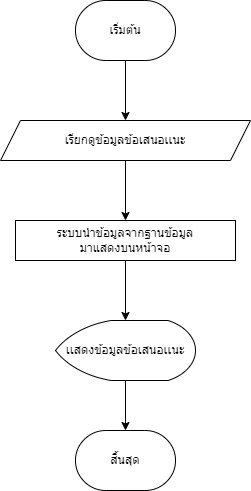 เริ่มต้น
เรียกดูข้อมูลข้อเสนอแนะ
ระบบนำข้อมูลจากฐานข้อมูล
มาแสดงบนหน้าจอ
แสดงข้อมูลข้อเสนอแนะ
สิ้นสุด